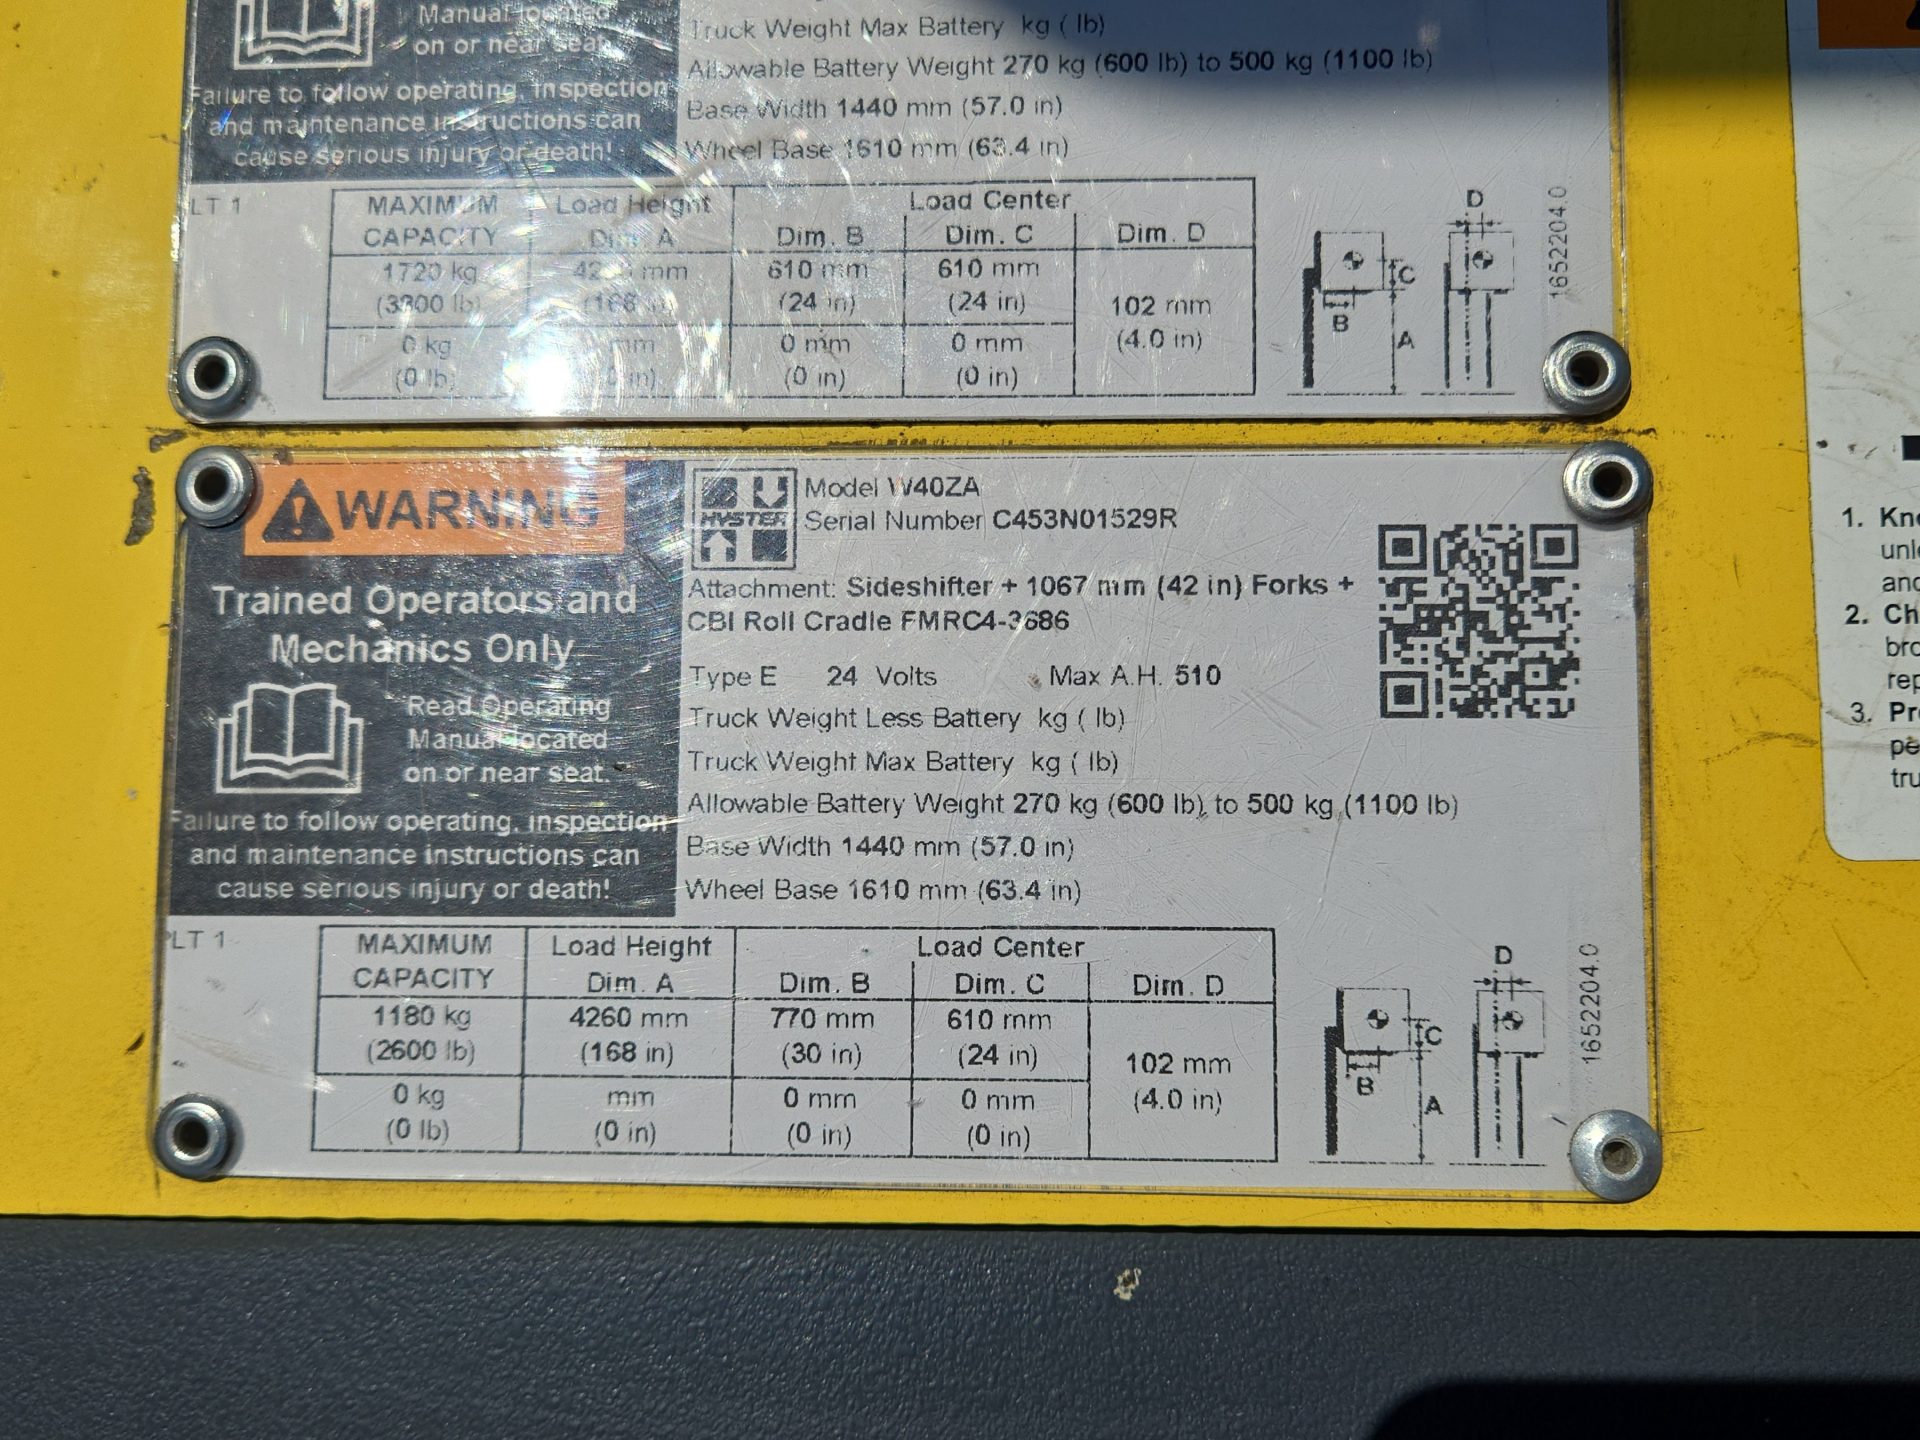 Manual located
on or near seat.
Failure to follow operating, inspection
and maintenance instructions can
cause serious injury or death!
Truck Weight Max Battery kg ( lb)
Allowable Battery Weight 270 kg (600 lb) to 500 kg (1100 lb)
Base Width 1440 mm (57.0 in)
Wheel Base 1610 mm (63.4 in)
LT 1
MAXIMUM CAPACITY Load Height Dim. A Load Center
Dim. B Dim. C Dim. D
1720 kg mm 610 mm 610 mm
(3800 lb) (168 in) (24 in) (24 in) 102 mm
(4.0 in)
0 kg mm 0 mm 0 mm
(0 lb) (0 in) (0 in) (0 in)
D
C
B
A
1652204.0
WARNING
Trained Operators and
Mechanics Only.
Read Operating
Manual located
on or near seat.
Failure to follow operating, inspection
and maintenance instructions can
cause serious injury or death!
HYSTER
Model W40ZA
Serial Number C453N01529R
Attachment: Sideshifter + 1067 mm (42 in) Forks +
CBI Roll Cradle FMRC4-3686
Type E 24 Volts Max A.H. 510
Truck Weight Less Battery kg ( lb)
Truck Weight Max Battery kg ( lb)
Allowable Battery Weight 270 kg (600 lb) to 500 kg (1100 lb)
Base Width 1440 mm (57.0 in)
Wheel Base 1610 mm (63.4 in)
PLT 1
MAXIMUM CAPACITY Load Height Dim. A Load Center
Dim. B Dim. C Dim. D
1180 kg 4260 mm 770 mm 610 mm
(2600 lb) (168 in) (30 in) (24 in) 102 mm
(4.0 in)
0 kg mm 0 mm 0 mm
(0 lb) (0 in) (0 in) (0 in)
D
C
B
A
1652204.0
1.
2.
3.